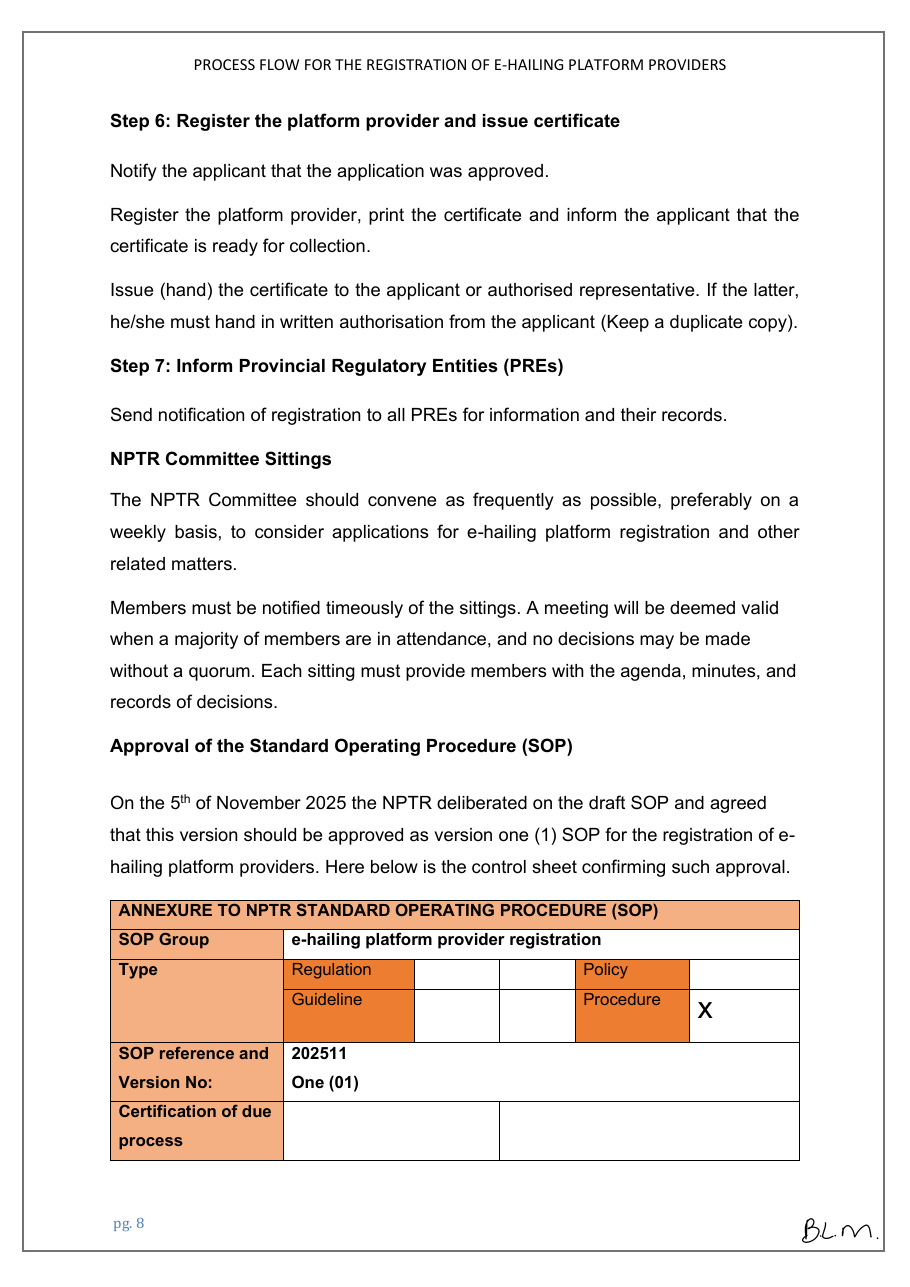 PROCESS FLOW FOR THE REGISTRATION OF E-HAILING PLATFORM PROVIDERS
Step 6: Register the platform provider and issue certificate
Notify the applicant that the application was approved.
Register the platform provider, print the certificate and inform the applicant that the
certificate is ready for collection.
Issue (hand) the certificate to the applicant or authorised representative. If the latter,
he/she must hand in written authorisation from the applicant (Keep a duplicate copy).
Step 7: Inform Provincial Regulatory Entities (PREs)
Send notification of registration to all PREs for information and their records.
NPTR Committee Sittings
The NPTR Committee should convene as frequently as possible, preferably on a
weekly basis, to consider applications for e-hailing platform registration and other
related matters.
Members must be notified timeously of the sittings. A meeting will be deemed valid
when a majority of members are in attendance, and no decisions may be made
without a quorum. Each sitting must provide members with the agenda, minutes, and
records of decisions.
Approval of the Standard Operating Procedure (SOP)
On the 5th of November 2025 the NPTR deliberated on the draft SOP and agreed
that this version should be approved as version one (1) SOP for the registration of e-
hailing platform providers. Here below is the control sheet confirming such approval.
ANNEXURE TO NPTR STANDARD OPERATING PROCEDURE (SOP)
SOP Group e-hailing platform provider registration
Type Regulation Policy
Guideline Procedure X
SOP reference and 202511
Version No: One (01)
Certification of due
process
pg. 8
B.L.M.